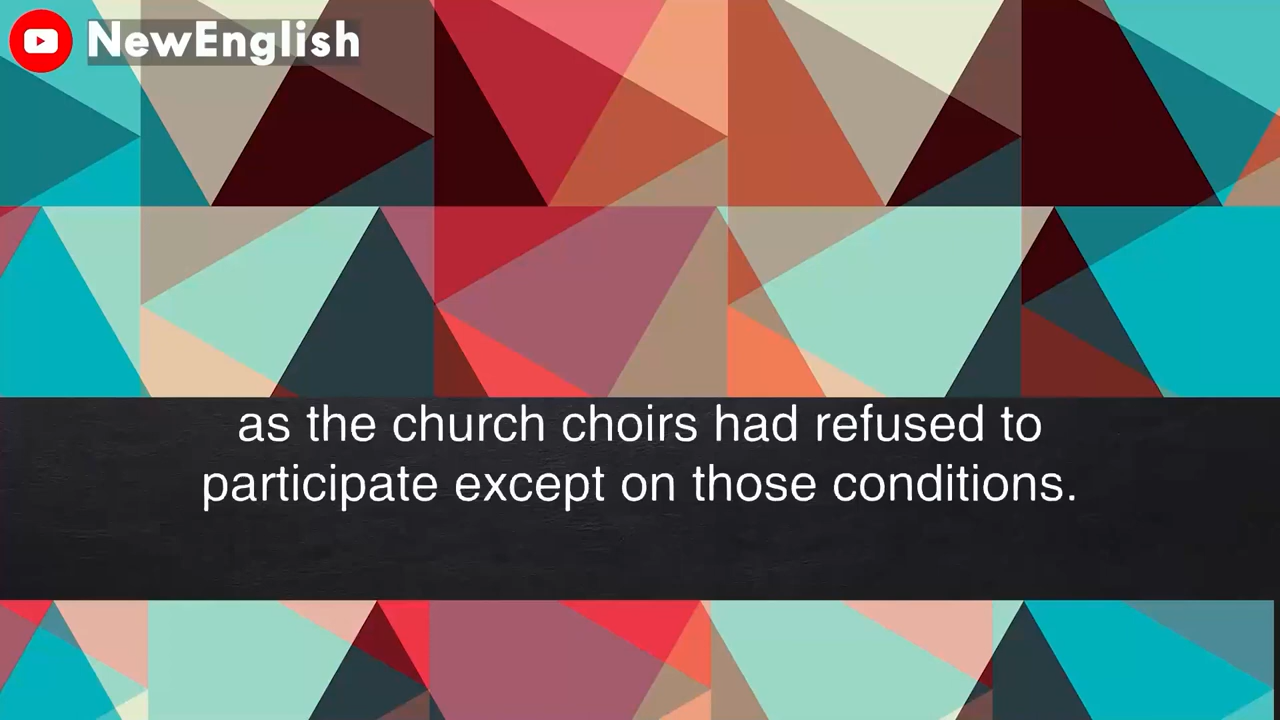 NewEnglish
as the church choirs had refused to
participate except on those conditions.